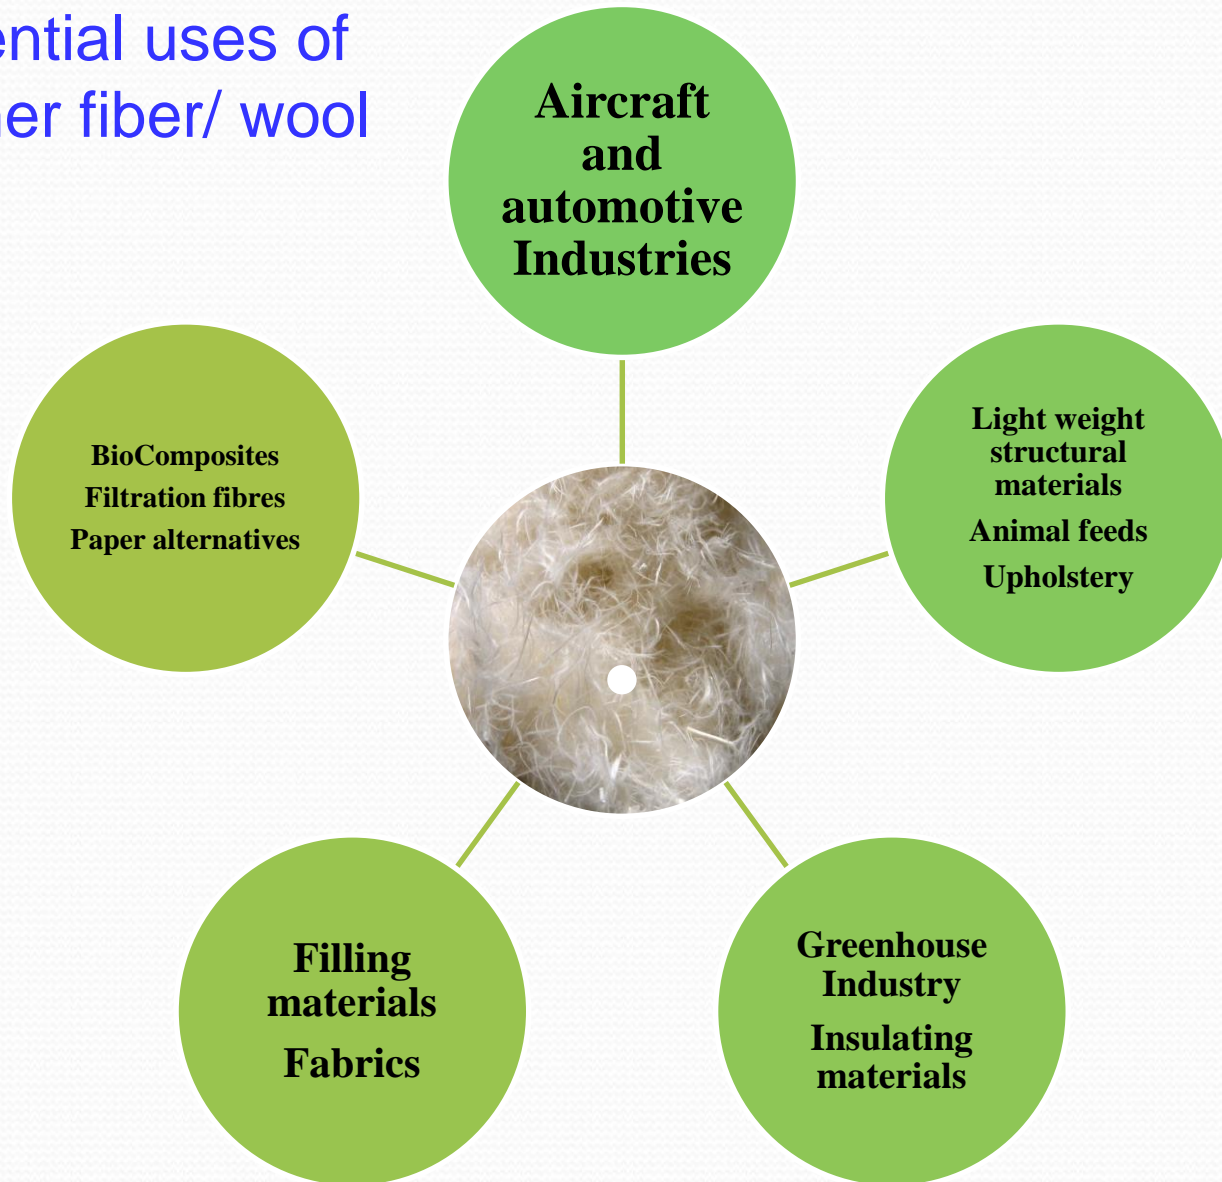 ential uses of
her fiber/ wool
Aircraft
and
automotive
Industries
BioComposites
Filtration fibres
Paper alternatives
Light weight
structural
materials
Animal feeds
Upholstery
Filling
materials
Fabrics
Greenhouse
Industry
Insulating
materials